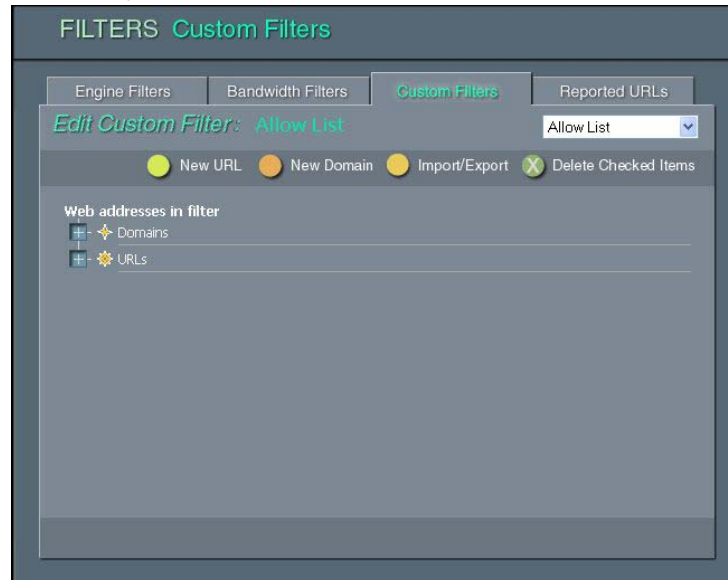 FILTERS Custom Filters
Engine Filters Bandwidth Filters Custom Filters Reported URLs
Edit Custom Filter: Allow List Allow List
New URL New Domain Import/Export X Delete Checked Items
Web addresses in filter
Domains
URLs